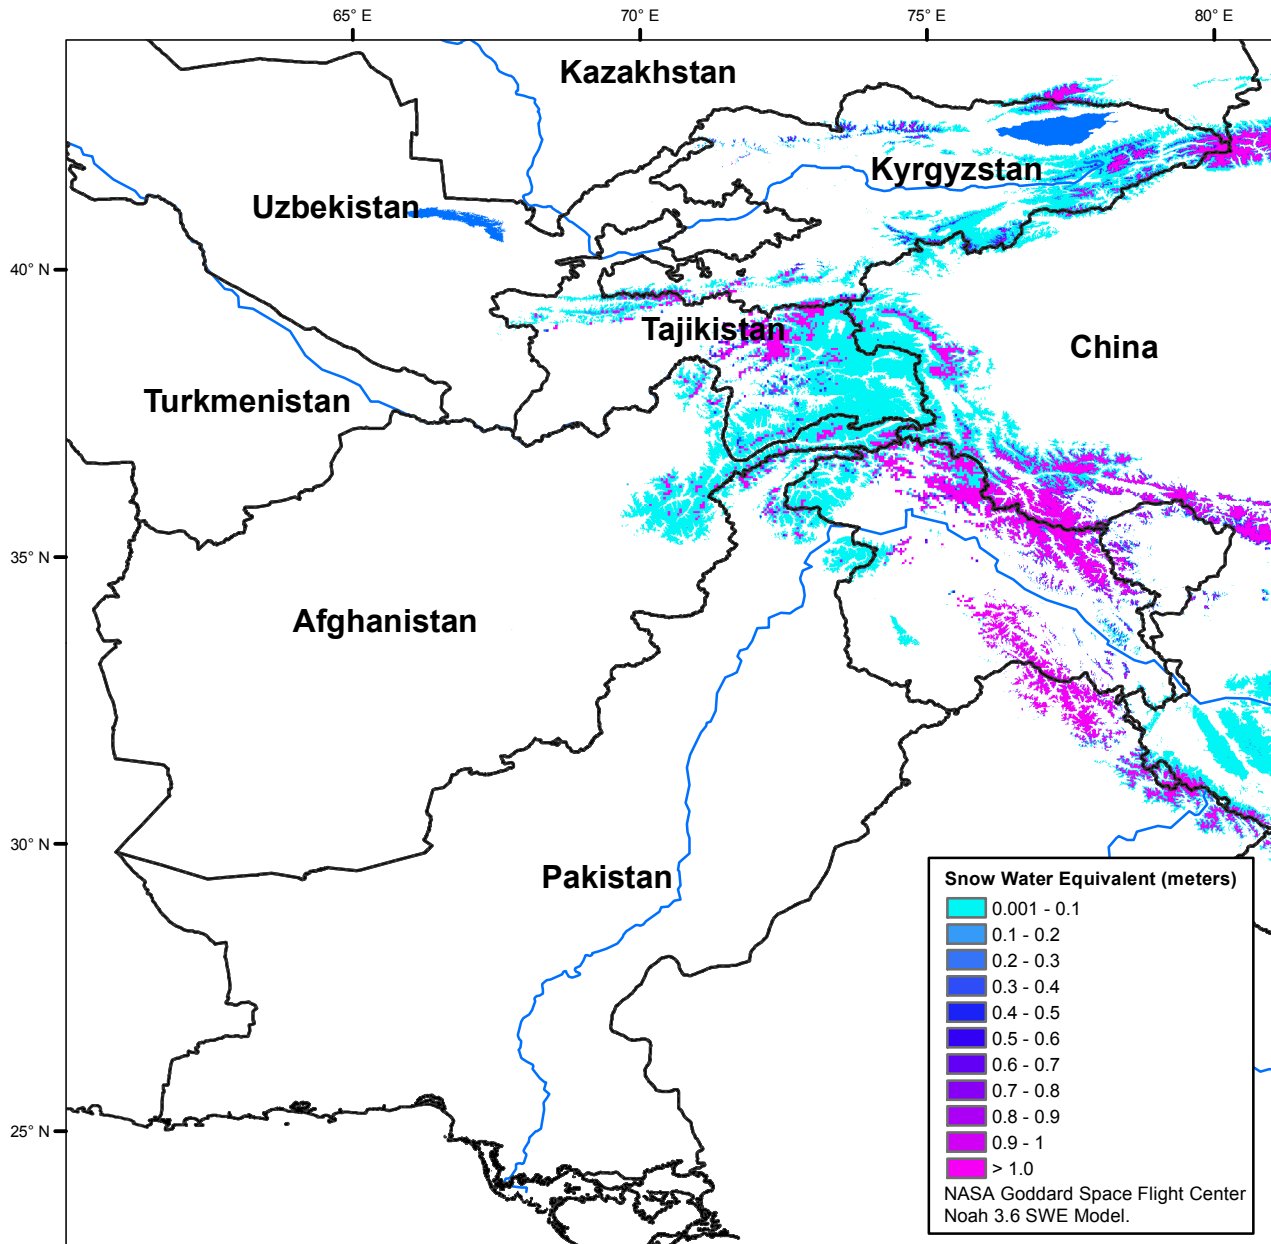 65° E
70° E
75° E
80° E
Kazakhstan
Kyrgyzstan
Uzbekistan
40° N
Tajikistan
China
Turkmenistan
35° N
Afghanistan
30° N
Pakistan
Snow Water Equivalent (meters)
0.001 - 0.1
0.1 - 0.2
0.2 - 0.3
0.3 - 0.4
0.4 - 0.5
0.5 - 0.6
0.6 - 0.7
0.7 - 0.8
0.8 - 0.9
0.9 - 1
> 1.0
25° N
NASA Goddard Space Flight Center
Noah 3.6 SWE Model.